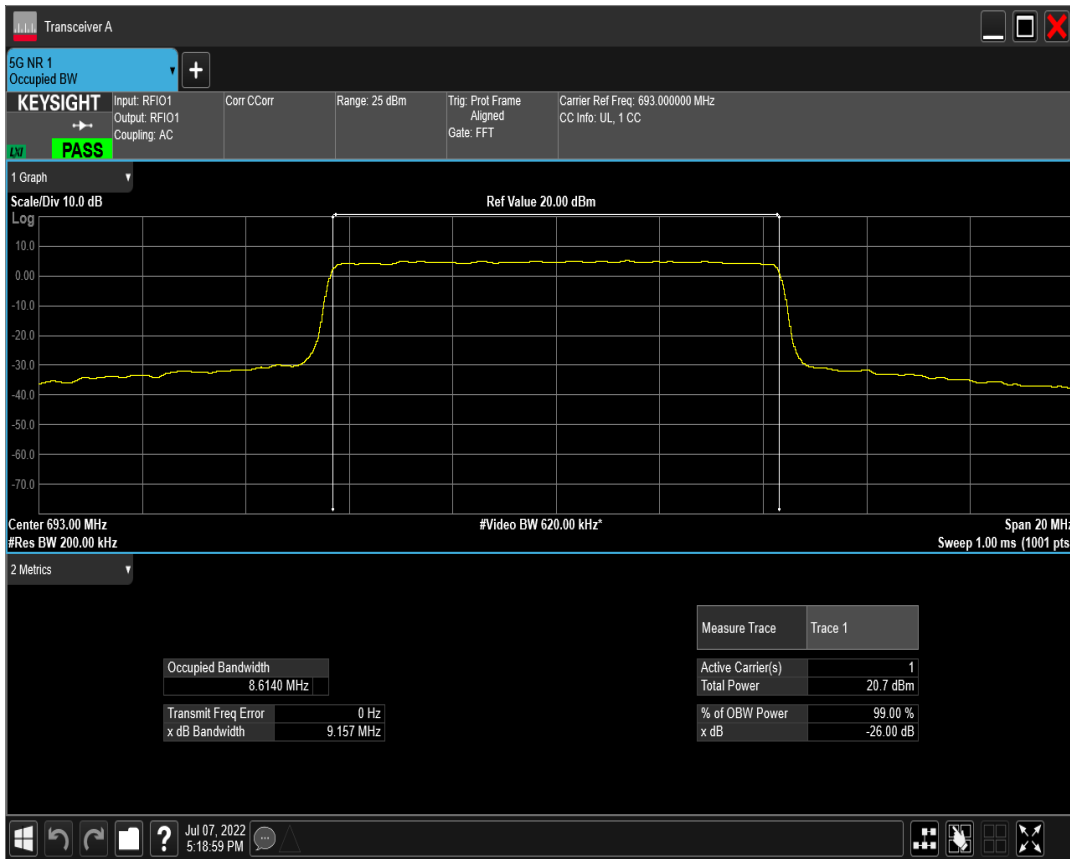 Transceiver A
5G NR 1
Occupied BW
+
KEYSIGHT
LXI
PASS
Input: RFIO1
Output: RFIO1
Coupling: AC
Corr CCorr
Range: 25 dBm
Trig: Prot Frame
Aligned
Gate: FFT
Carrier Ref Freq: 693.000000 MHz
CC Info: UL, 1 CC
1 Graph
Scale/Div 10.0 dB
Ref Value 20.00 dBm
Log
10.0
0.00
-10.0
-20.0
-30.0
-40.0
-50.0
-60.0
-70.0
Center 693.00 MHz
#Video BW 620.00 kHz*
Span 20 MHz
#Res BW 200.00 kHz
Sweep 1.00 ms (1001 pts
2 Metrics
Measure Trace Trace 1
Occupied Bandwidth
8.6140 MHz
Active Carrier(s) 1
Total Power 20.7 dBm
Transmit Freq Error 0 Hz
x dB Bandwidth 9.157 MHz
% of OBW Power 99.00 %
x dB -26.00 dB
?
Jul 07, 2022
5:18:59 PM